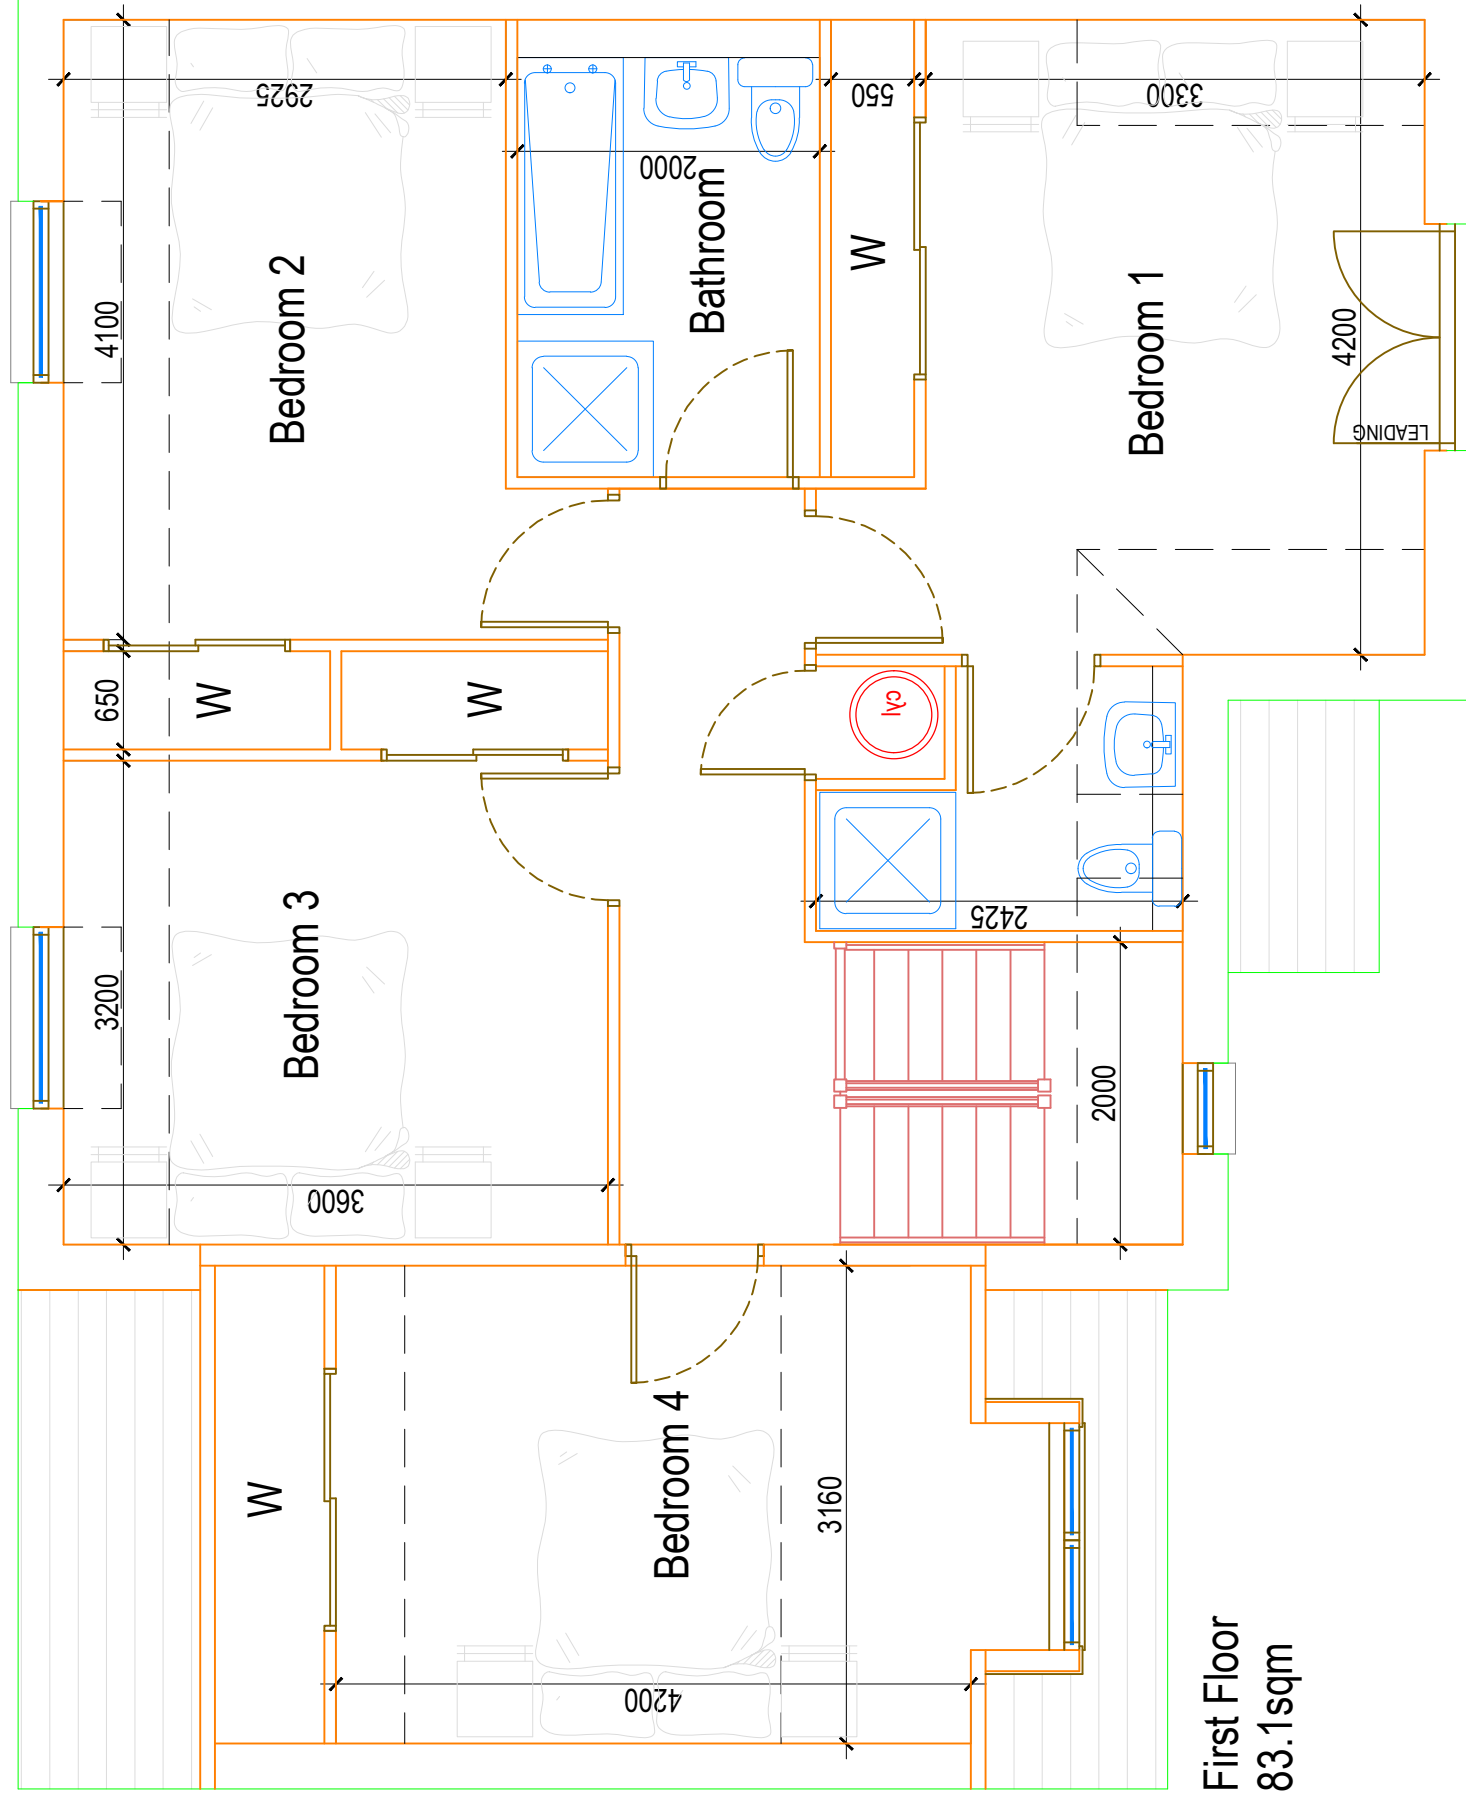 4100
2925
Bedroom 2
2000
Bathroom
550
W
3300
Bedroom 1
4200
LEADING
650
W
W
cyl
3200
Bedroom 3
3600
2425
2000
W
Bedroom 4
3160
4200
First Floor
83.1sqm